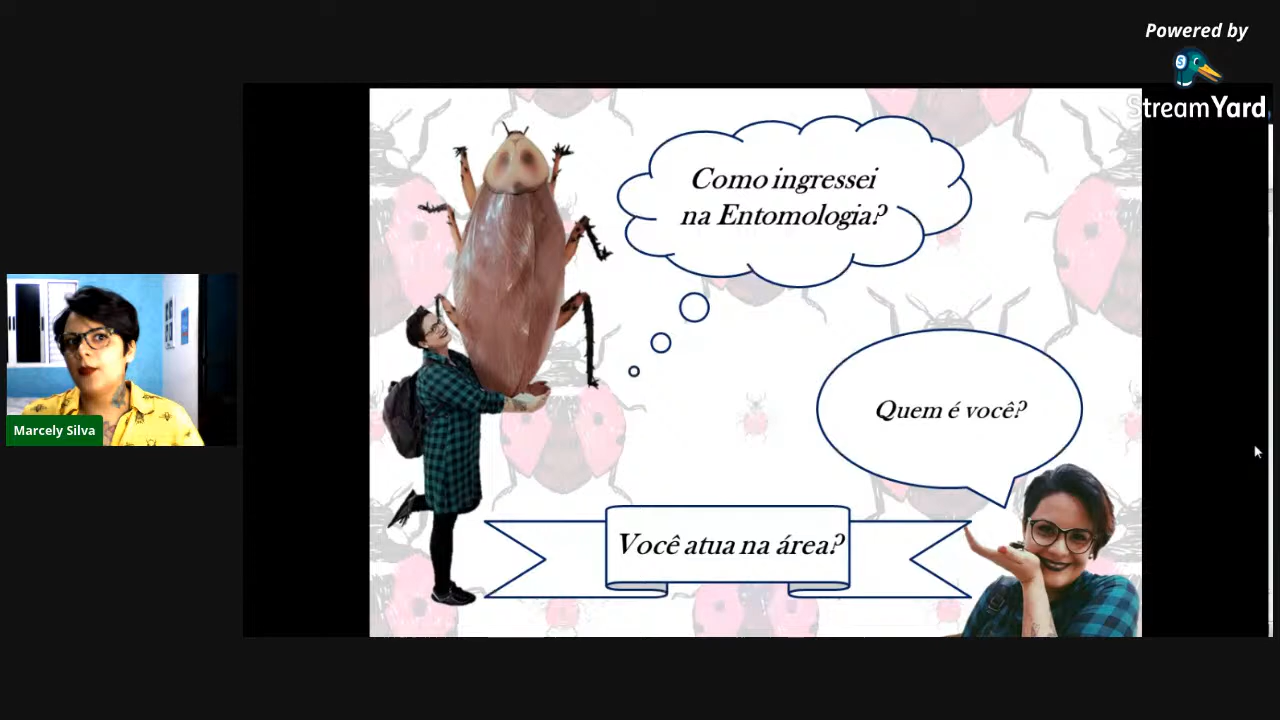 Powered by
StreamYard
Como ingressei
na Entomologia?
Quem é você?
Você atua na área?
Marcely Silva